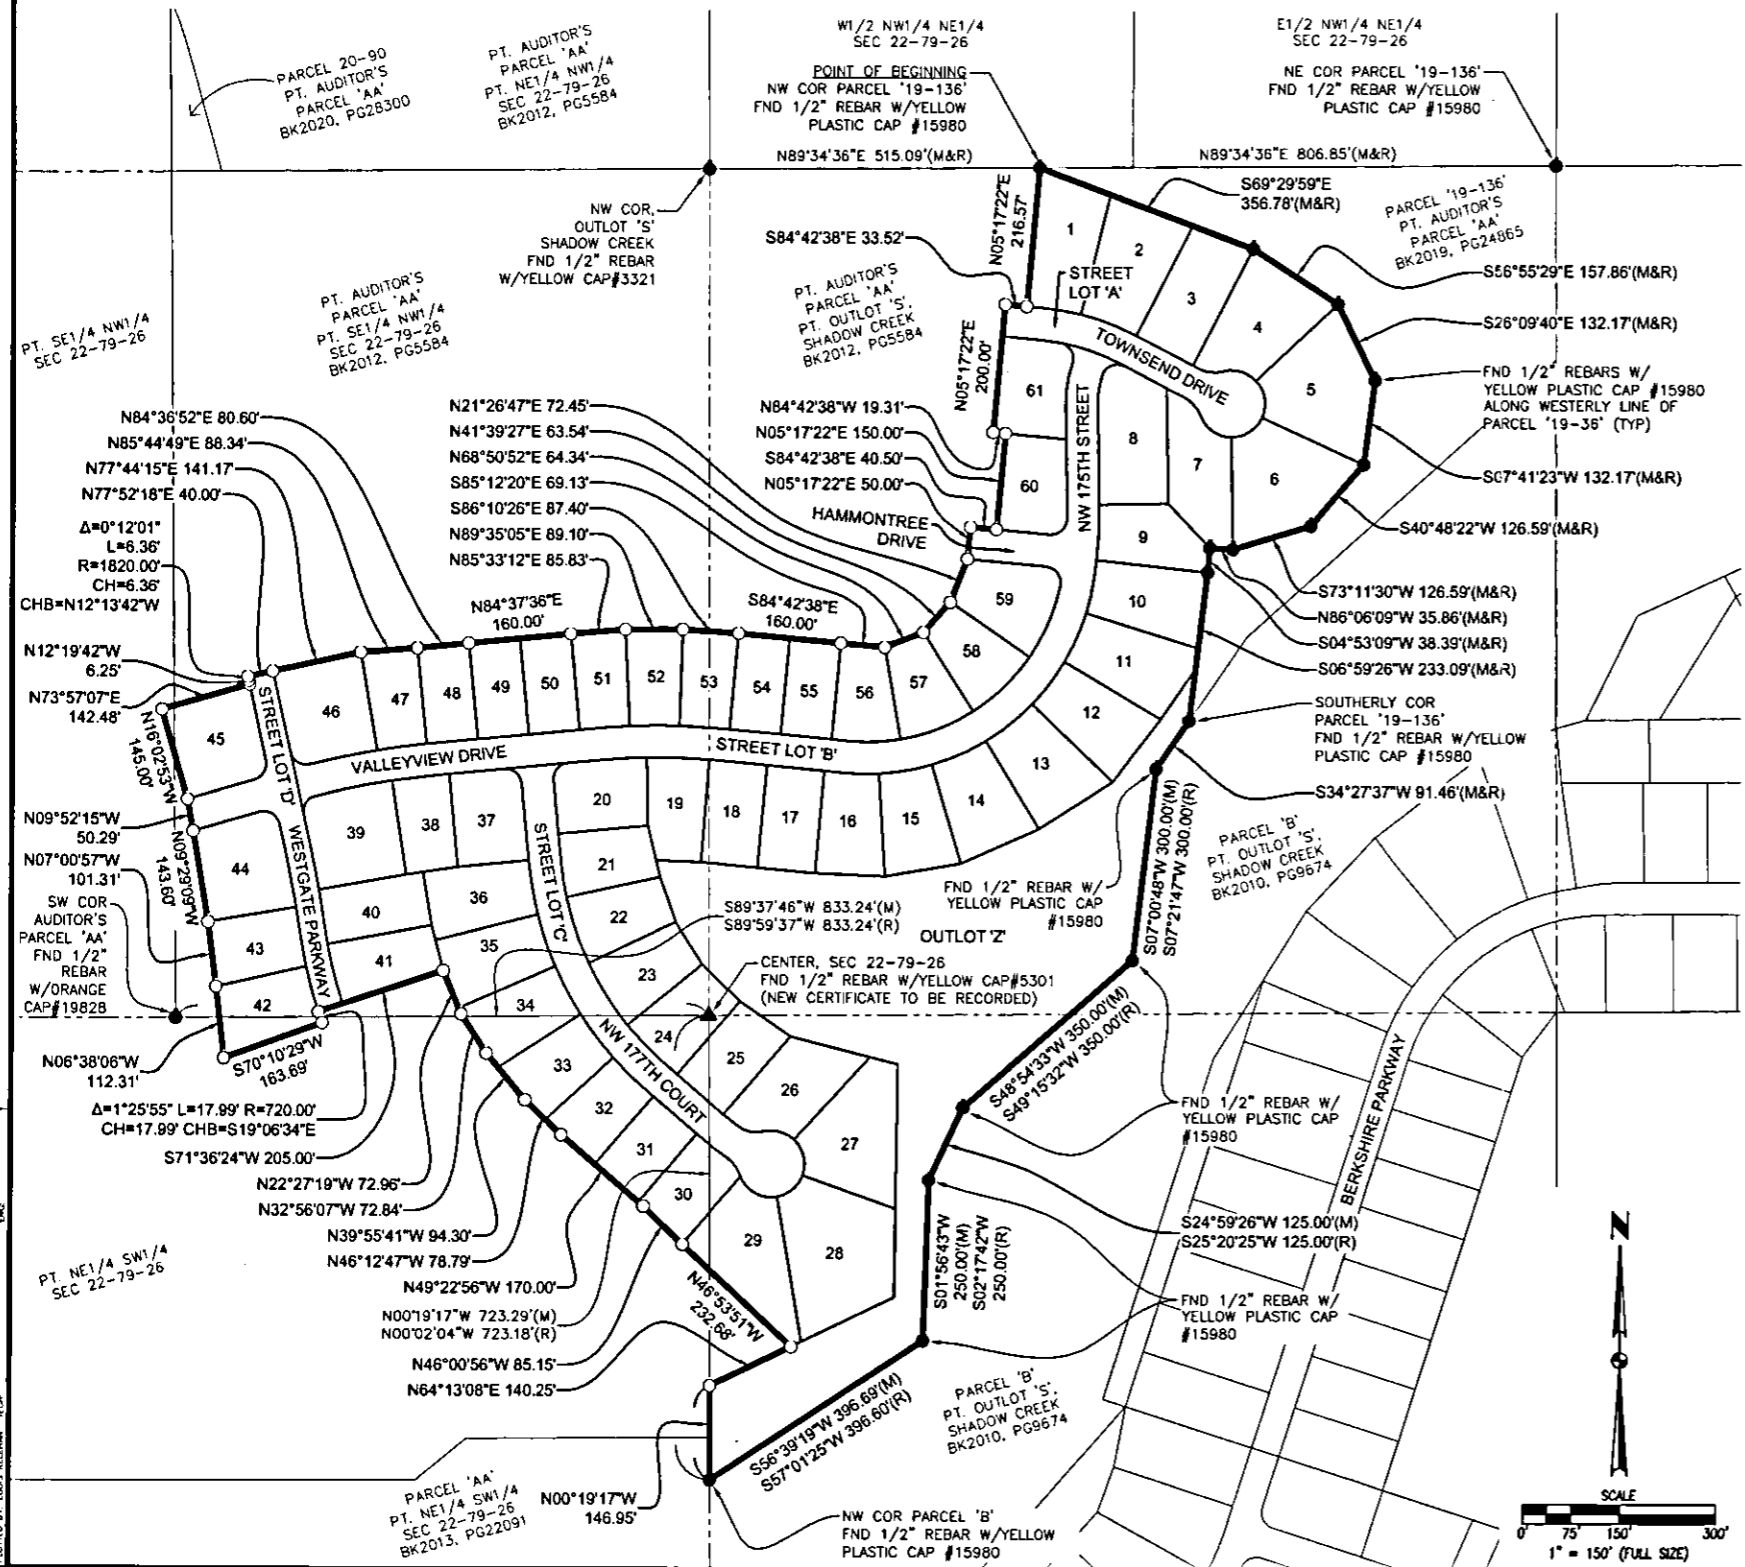 W1/2 NW1/4 NE1/4
SEC 22-79-26
E1/2 NW1/4 NE1/4
SEC 22-79-26
PARCEL 20-90
PT. AUDITOR'S
PARCEL 'AA'
BK2020, PG28300
PT. AUDITOR'S
PARCEL 'AA'
PT. NE1/4 NW1/4
SEC 22-79-26
BK2012, PG5584
POINT OF BEGINNING
NW COR PARCEL '19-136'
FND 1/2" REBAR W/YELLOW
PLASTIC CAP #15980
NE COR PARCEL '19-136'
FND 1/2" REBAR W/YELLOW
PLASTIC CAP #15980
N89°34'36"E 515.09'(M&R)
N89°34'36"E 806.85'(M&R)
S69°29'59"E
356.78'(M&R)
PARCEL '19-136'
PT. AUDITOR'S
PARCEL 'AA'
BK2019, PG24865
NW COR,
OUTLOT 'S'
SHADOW CREEK
FND 1/2" REBAR
W/YELLOW CAP#3321
S84°42'38"E 33.52'
N05°17'22"E
216.57'
STREET
LOT 'A'
1
2
3
4
5
6
7
8
9
10
11
12
13
14
15
16
17
18
19
20
21
22
23
24
25
26
27
28
29
30
31
32
33
34
35
36
37
38
39
40
41
42
43
44
45
46
47
48
49
50
51
52
53
54
55
56
57
58
59
60
61
S56°55'29"E 157.86'(M&R)
S26°09'40"E 132.17'(M&R)
FND 1/2" REBARS W/
YELLOW PLASTIC CAP #15980
ALONG WESTERLY LINE OF
PARCEL '19-36' (TYP)
S07°41'23"W 132.17'(M&R)
S40°48'22"W 126.59'(M&R)
S73°11'30"W 126.59'(M&R)
N86°06'09"W 35.86'(M&R)
S04°53'09"W 38.39'(M&R)
S06°59'26"W 233.09'(M&R)
SOUTHERLY COR
PARCEL '19-136'
FND 1/2" REBAR W/YELLOW
PLASTIC CAP #15980
S34°27'37"W 91.46'(M&R)
PT. SE1/4 NW1/4
SEC 22-79-26
PT. AUDITOR'S
PARCEL 'AA'
PT. SE1/4 NW1/4
SEC 22-79-26
BK2012, PG5584
PT. AUDITOR'S
PARCEL 'AA'
PT. OUTLOT 'S',
SHADOW CREEK
BK2012, PG5584
N05°17'22"E
200.00'
TOWNSEND DRIVE
NW 175TH STREET
N84°36'52"E 80.60'
N85°44'49"E 88.34'
N77°44'15"E 141.17'
N77°52'18"E 40.00'
Δ=0°12'01"
L=6.36'
R=1820.00'
CH=6.36'
CHB=N12°13'42"W
N12°19'42"W
6.25'
N73°57'07"E
142.48'
N21°26'47"E 72.45'
N41°39'27"E 63.54'
N68°50'52"E 64.34'
S85°12'20"E 69.13'
S86°10'26"E 87.40'
N89°35'05"E 89.10'
N85°33'12"E 85.83'
N84°37'36"E
160.00'
S84°42'38"E
160.00'
N84°42'38"W 19.31'
N05°17'22"E 150.00'
S84°42'38"E 40.50'
N05°17'22"E 50.00'
HAMMONTREE
DRIVE
N16°02'53"W
145.00'
STREET LOT 'D'
WESTGATE PARKWAY
VALLEYVIEW DRIVE
STREET LOT 'B'
STREET LOT 'C'
NW 177TH COURT
N09°52'15"W
50.29'
N09°29'09"W
143.60'
N07°00'57"W
101.31'
SW COR
AUDITOR'S
PARCEL 'AA'
FND 1/2"
REBAR
W/ORANGE
CAP#19828
N06°38'06"W
112.31'
S70°10'29"W
163.69'
Δ=1°25'55" L=17.99' R=720.00'
CH=17.99' CHB=S19°06'34"E
S71°36'24"W 205.00'
N22°27'19"W 72.96'
N32°56'07"W 72.84'
N39°55'41"W 94.30'
N46°12'47"W 78.79'
N49°22'56"W 170.00'
N00°19'17"W 723.29'(M)
N00°02'04"W 723.18'(R)
N46°00'56"W 85.15'
N64°13'08"E 140.25'
N46°53'51"W
232.68'
S89°37'46"W 833.24'(M)
S89°59'37"W 833.24'(R)
OUTLOT 'Z'
CENTER, SEC 22-79-26
FND 1/2" REBAR W/YELLOW CAP#5301
(NEW CERTIFICATE TO BE RECORDED)
FND 1/2" REBAR W/
YELLOW PLASTIC CAP
#15980
S07°00'48"W 300.00'(M)
S07°21'47"W 300.00'(R)
PARCEL 'B'
PT. OUTLOT 'S',
SHADOW CREEK
BK2010, PG9674
S48°54'33"W 350.00'(M)
S49°15'32"W 350.00'(R)
FND 1/2" REBAR W/
YELLOW PLASTIC CAP
#15980
BERKSHIRE PARKWAY
S24°59'26"W 125.00'(M)
S25°20'25"W 125.00'(R)
S01°56'43"W
250.00'(M)
S02°17'42"W
250.00'(R)
FND 1/2" REBAR W/
YELLOW PLASTIC CAP
#15980
PT. NE1/4 SW1/4
SEC 22-79-26
S56°39'19"W 396.69'(M)
S57°01'25"W 396.60'(R)
PARCEL 'B'
PT. OUTLOT 'S',
SHADOW CREEK
BK2010, PG9674
PARCEL 'AA'
PT. NE1/4 SW1/4
SEC 22-79-26
BK2013, PG22091
N00°19'17"W
146.95'
NW COR PARCEL 'B'
FND 1/2" REBAR W/YELLOW
PLASTIC CAP #15980
N
SCALE
0' 75' 150' 300'
1" = 150' (FULL SIZE)